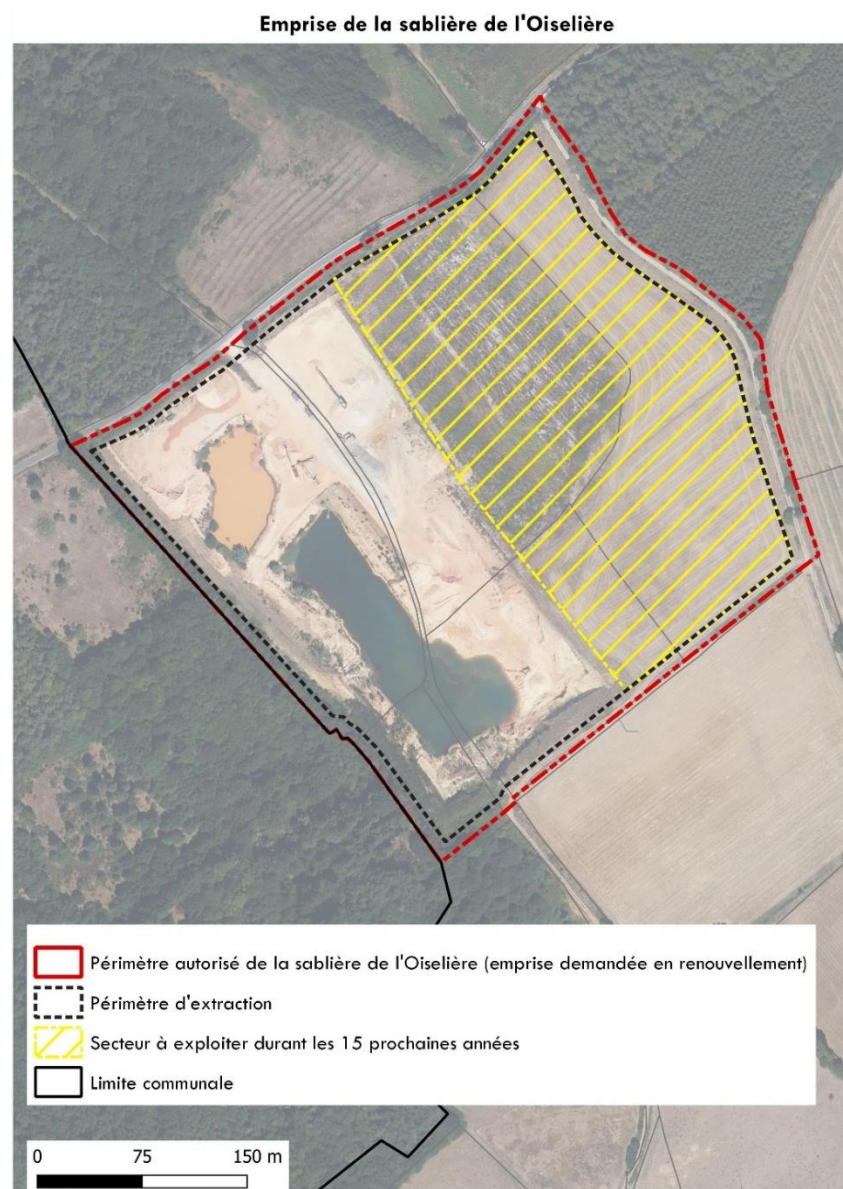 Emprise de la sablière de l'Oiselière
Périmètre autorisé de la sablière de l'Oiselière (emprise demandée en renouvellement)
Périmètre d'extraction
Secteur à exploiter durant les 15 prochaines années
Limite communale
0 75 150 m